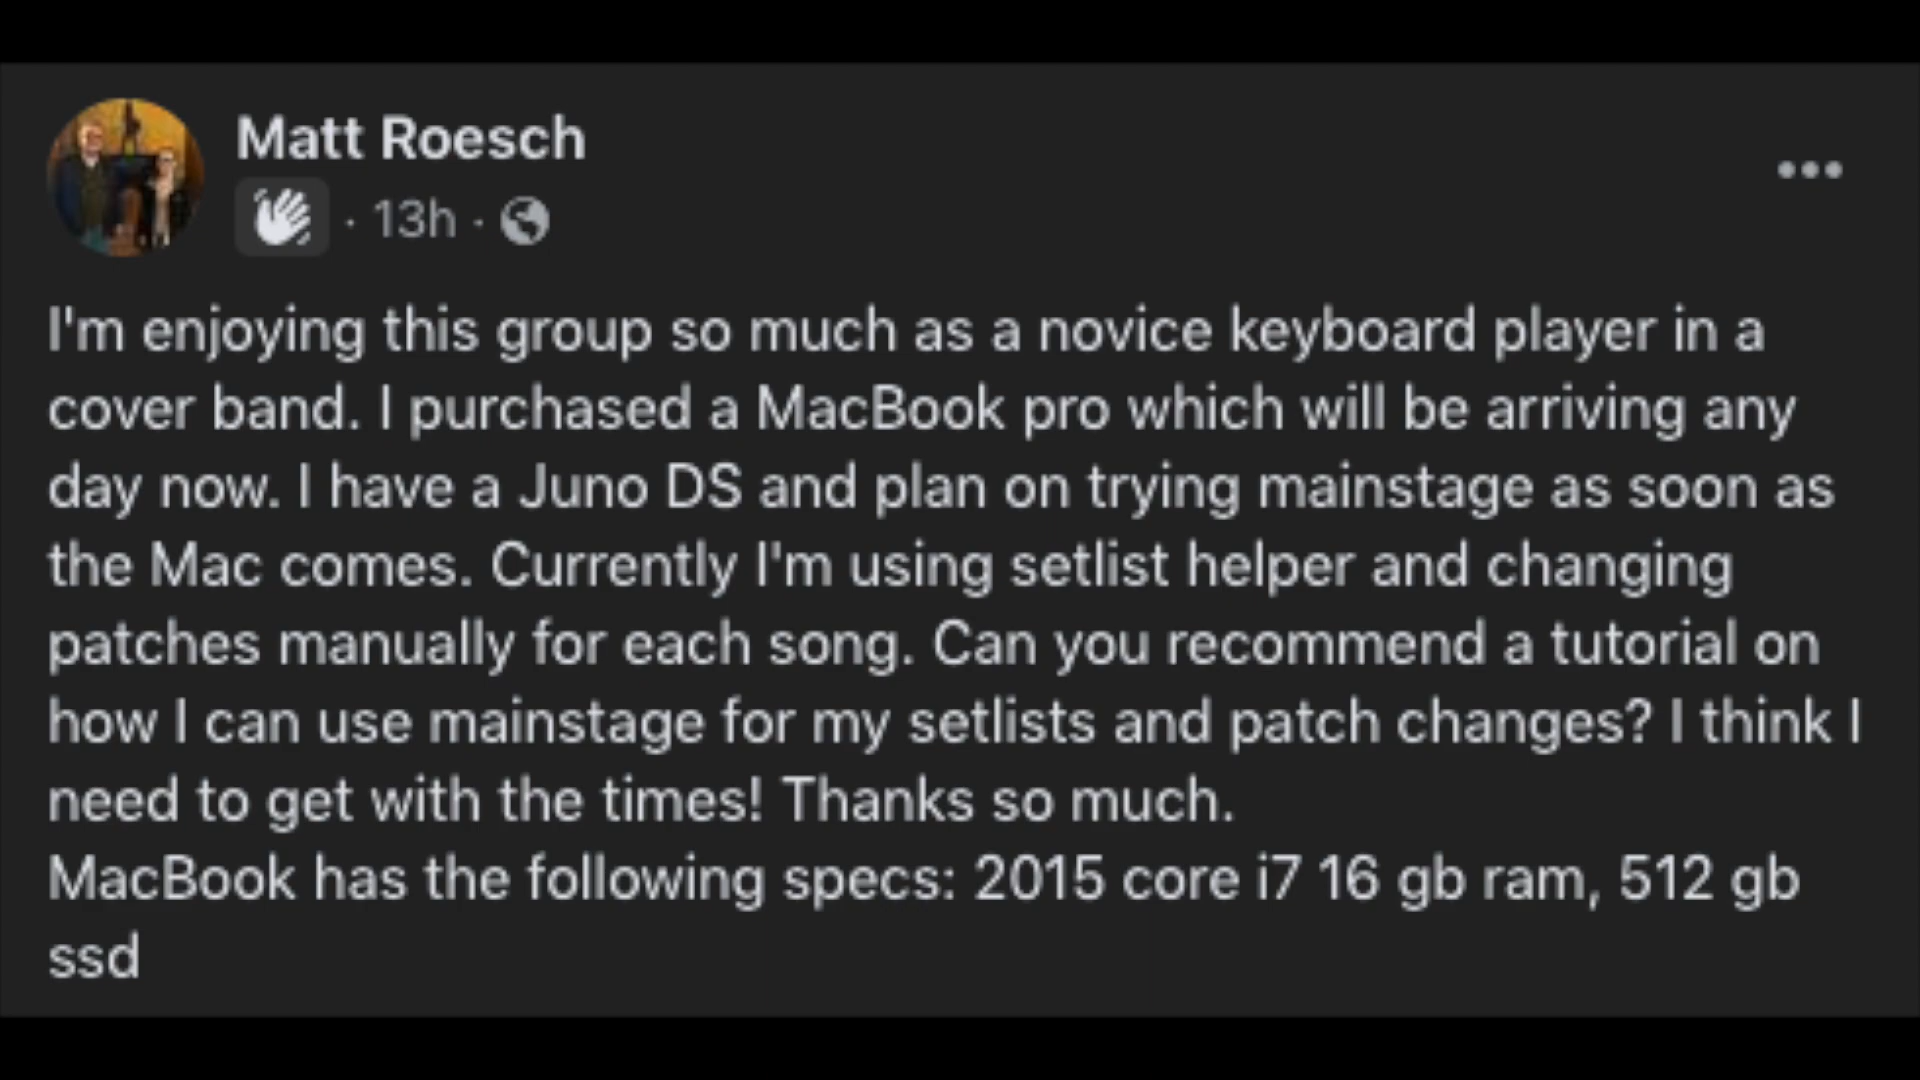 Matt Roesch
· 13h ·
I'm enjoying this group so much as a novice keyboard player in a
cover band. I purchased a MacBook pro which will be arriving any
day now. I have a Juno DS and plan on trying mainstage as soon as
the Mac comes. Currently I'm using setlist helper and changing
patches manually for each song. Can you recommend a tutorial on
how I can use mainstage for my setlists and patch changes? I think I
need to get with the times! Thanks so much.
MacBook has the following specs: 2015 core i7 16 gb ram, 512 gb
ssd